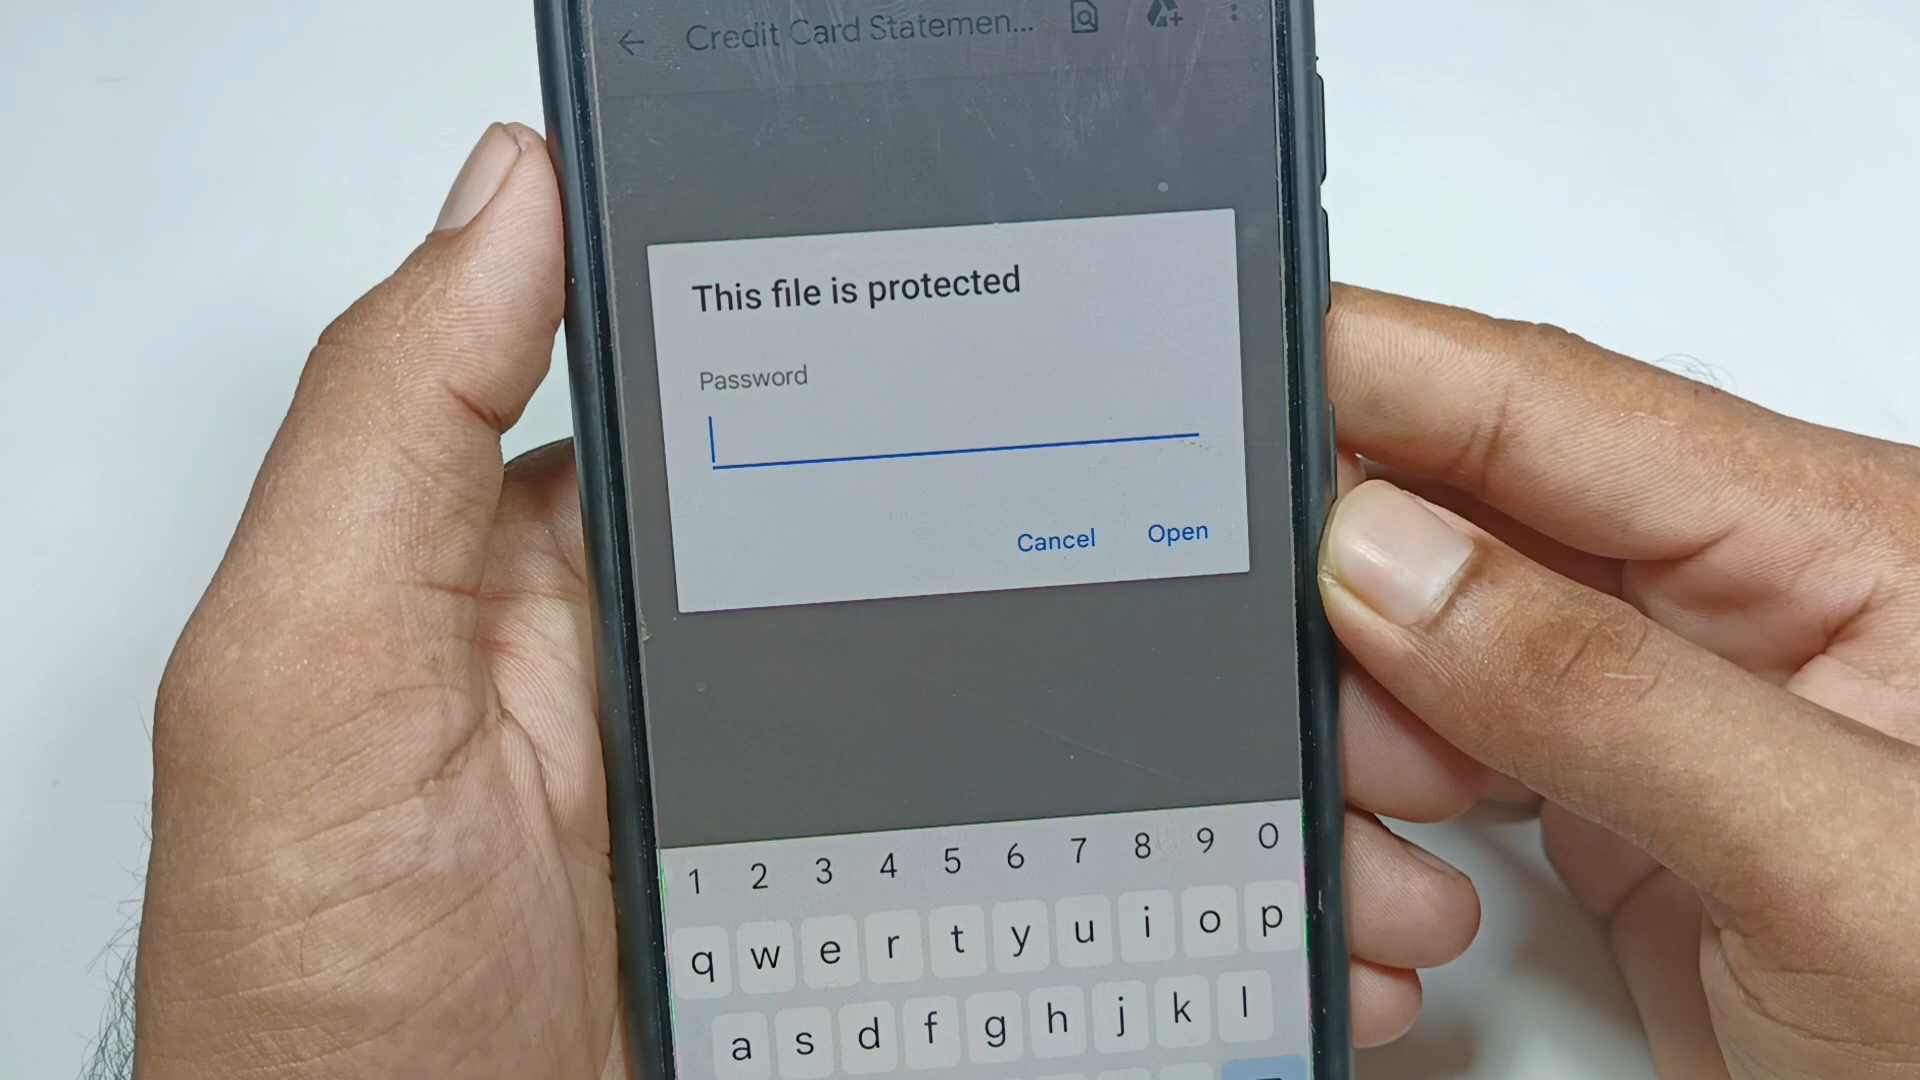 Credit Card Statemen...
This file is protected
Password
Cancel Open
1 2 3 4 5 6 7 8 9 0
q w e r t y u i o p
a s d f g h j k l